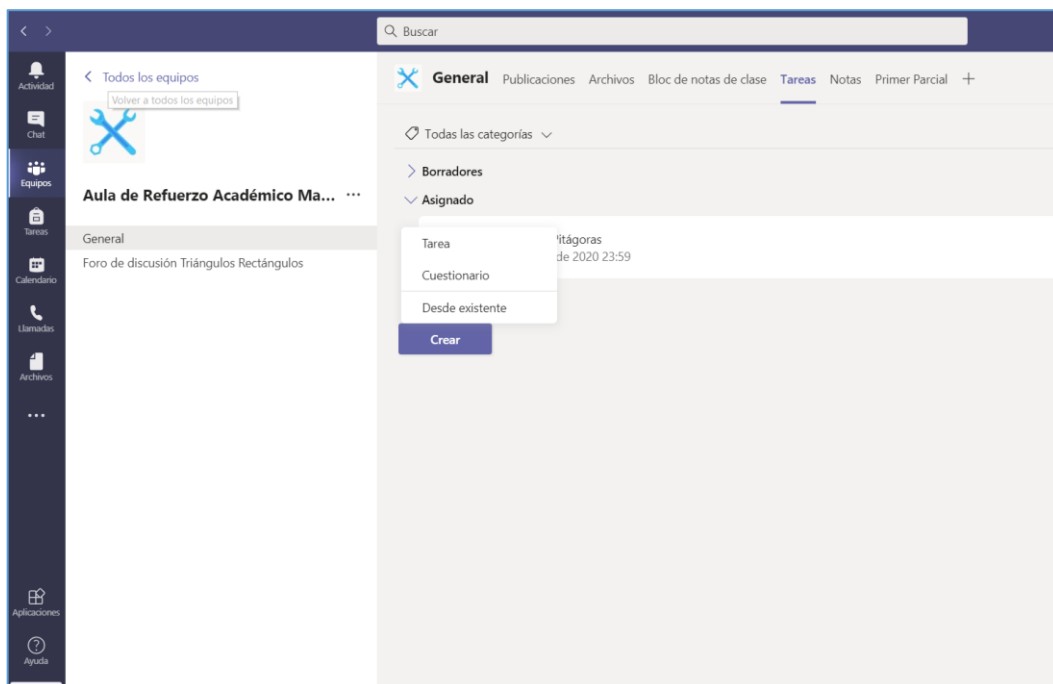 Buscar
Actividad
Chat
Equipos
Tareas
Calendario
Llamadas
Archivos
Aplicaciones
Ayuda
Todos los equipos
Volver a todos los equipos
Aula de Refuerzo Académico Ma...
General
Foro de discusión Triángulos Rectángulos
General Publicaciones Archivos Bloc de notas de clase Tareas Notas Primer Parcial
Todas las categorías
Borradores
Asignado
Pitágoras
de 2020 23:59
Tarea
Cuestionario
Desde existente
Crear